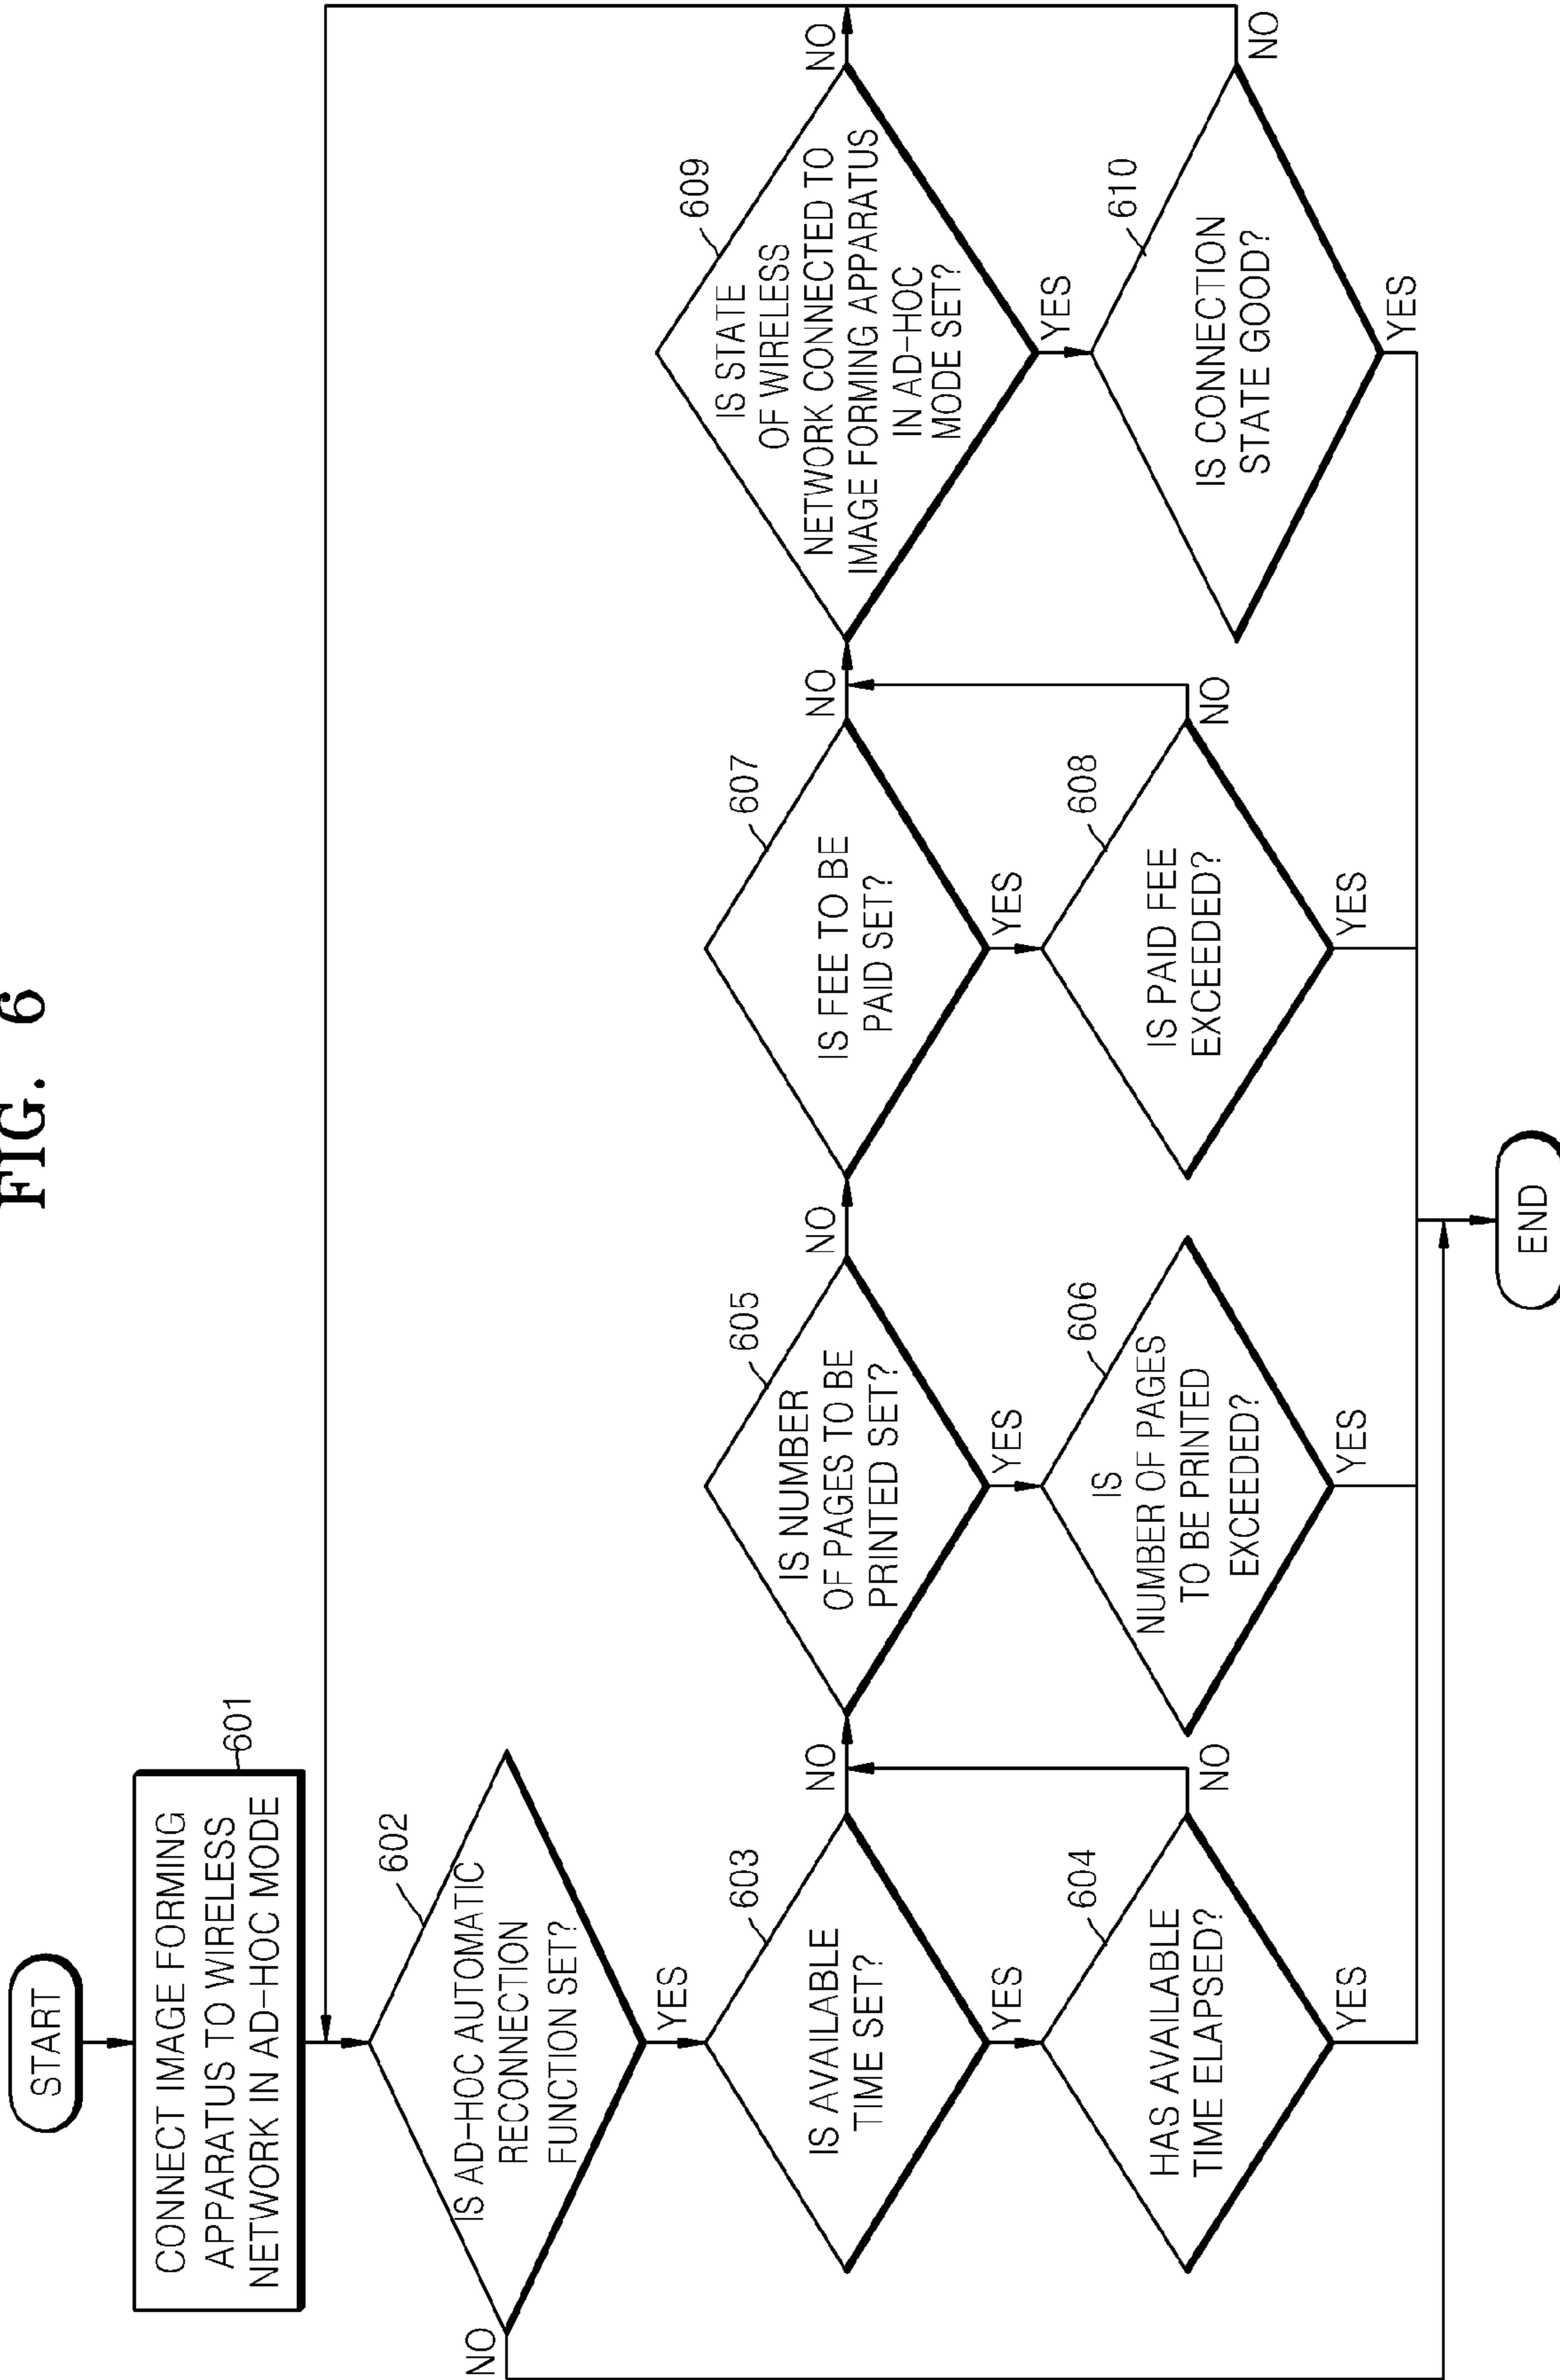 FIG. 6
START
CONNECT IMAGE FORMING
APPARATUS TO WIRELESS
NETWORK IN AD-HOC MODE
601
602
IS AD-HOC AUTOMATIC
RECONNECTION
FUNCTION SET?
NO
YES
603
IS AVAILABLE
TIME SET?
NO
YES
604
HAS AVAILABLE
TIME ELAPSED?
NO
YES
605
IS NUMBER
OF PAGES TO BE
PRINTED SET?
NO
YES
606
IS
NUMBER OF PAGES
TO BE PRINTED
EXCEEDED?
YES
607
IS FEE TO BE
PAID SET?
NO
YES
608
IS PAID FEE
EXCEEDED?
NO
YES
609
IS STATE
OF WIRELESS
NETWORK CONNECTED TO
IMAGE FORMING APPARATUS
IN AD-HOC
MODE SET?
NO
YES
610
IS CONNECTION
STATE GOOD?
NO
YES
END